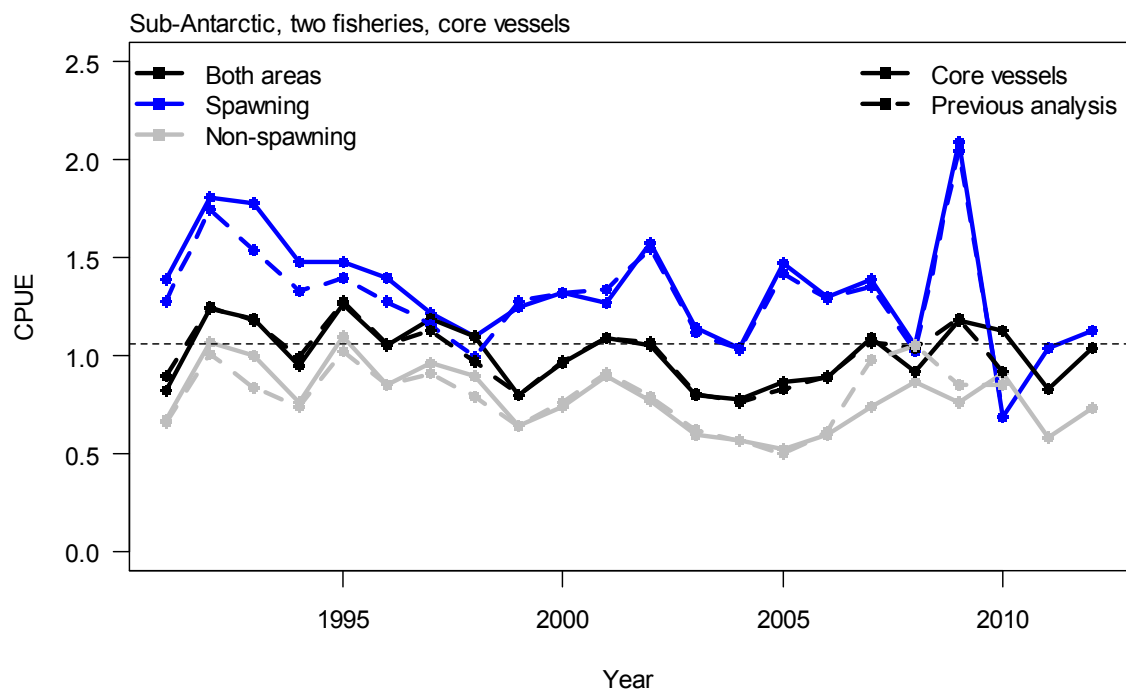 Sub-Antarctic, two fisheries, core vessels
2.5
2.0
1.5
1.0
0.5
0.0
CPUE
Both areas
Spawning
Non-spawning
Core vessels
Previous analysis
1995
2000
2005
2010
Year